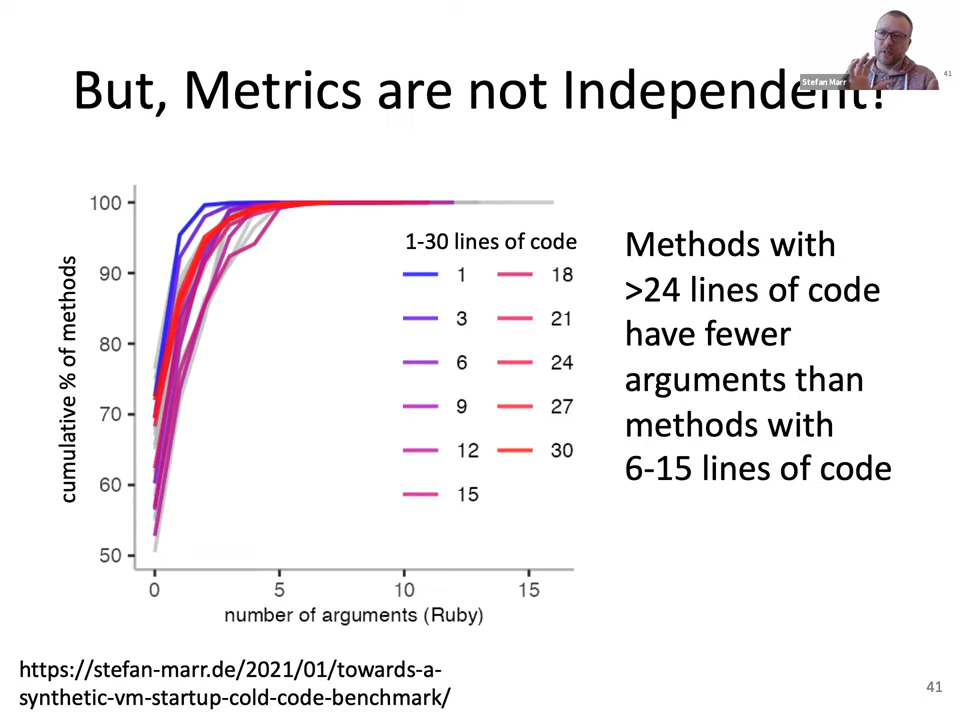 But, Metrics are not Independent!
Stefan Marr
41
100
90
80
70
60
50
cumulative % of methods
0
5
10
15
number of arguments (Ruby)
1-30 lines of code
1
3
6
9
12
15
18
21
24
27
30
Methods with
>24 lines of code
have fewer
arguments than
methods with
6-15 lines of code
https://stefan-marr.de/2021/01/towards-a-
synthetic-vm-startup-cold-code-benchmark/
41